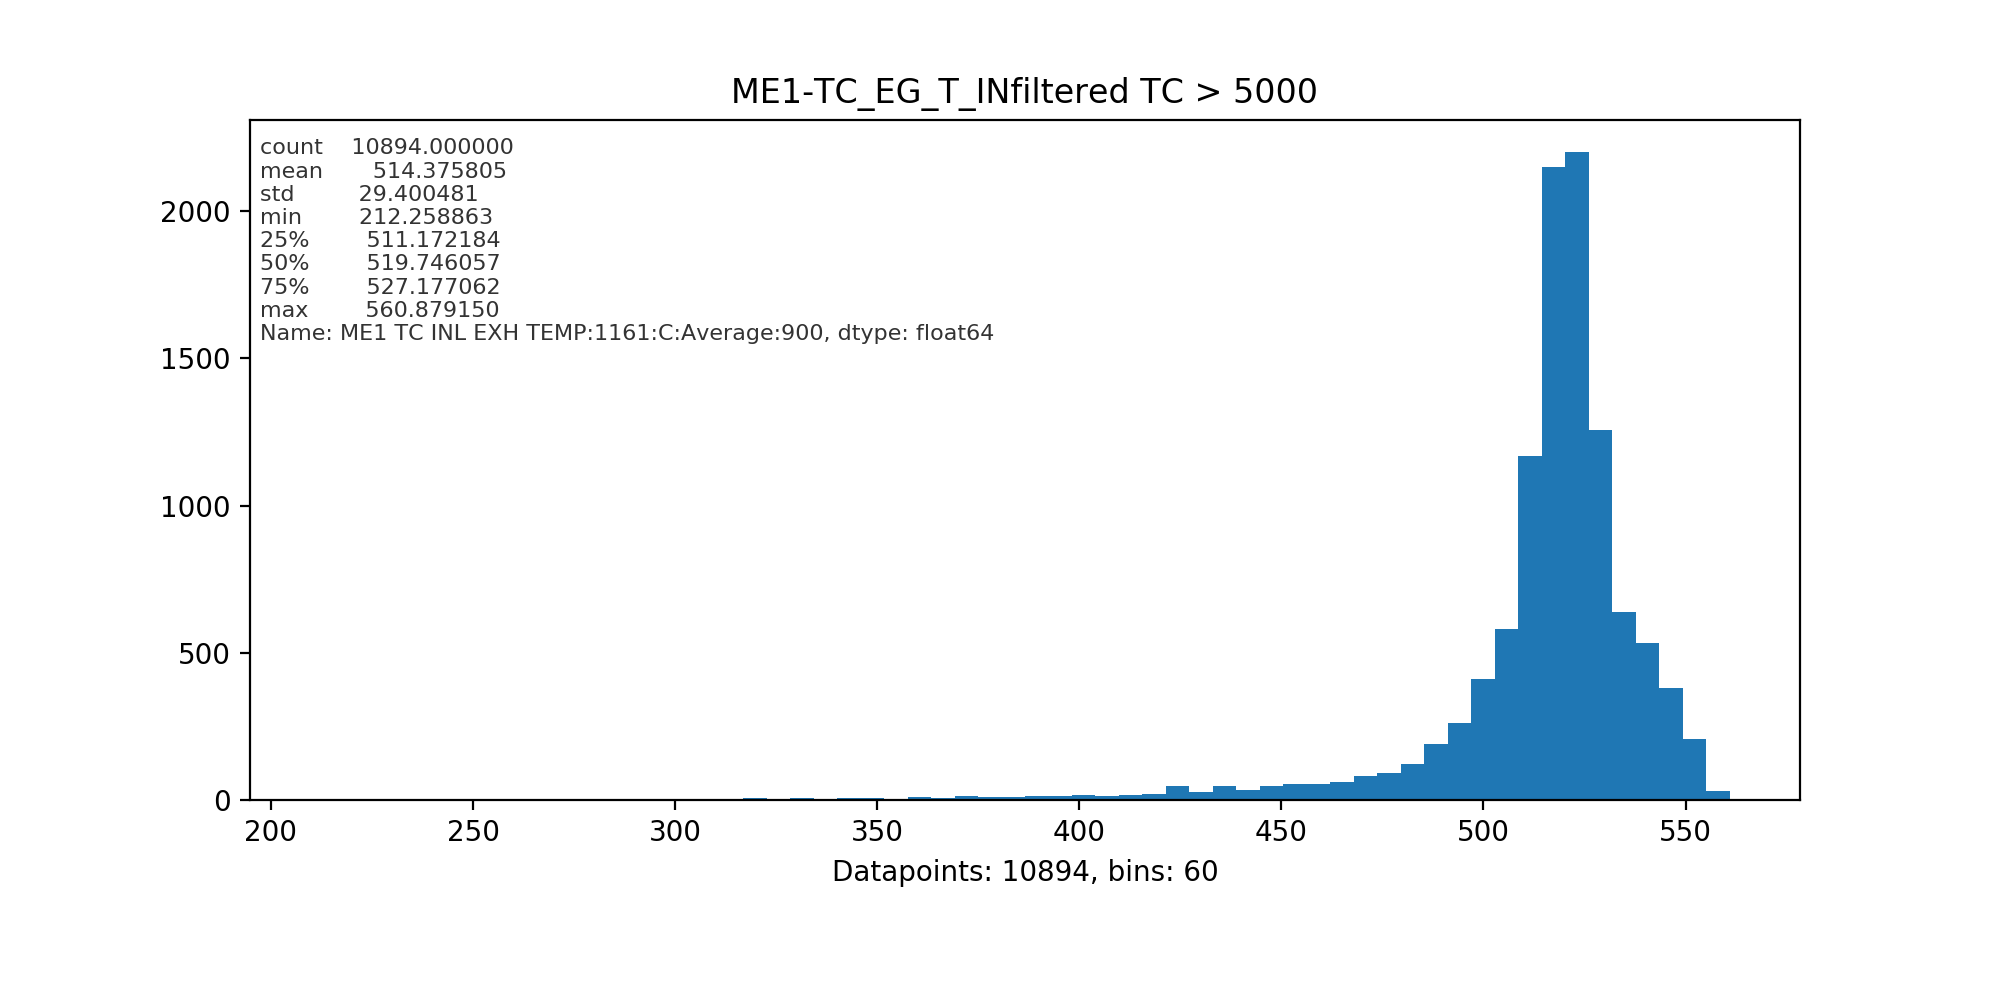 ME1-TC_EG_T_INfiltered TC > 5000
count 10894.000000
mean 514.375805
std 29.400481
min 212.258863
25% 511.172184
50% 519.746057
75% 527.177062
max 560.879150
Name: ME1 TC INL EXH TEMP:1161:C:Average:900, dtype: float64
2000
1500
1000
500
0
200 250 300 350 400 450 500 550
Datapoints: 10894, bins: 60